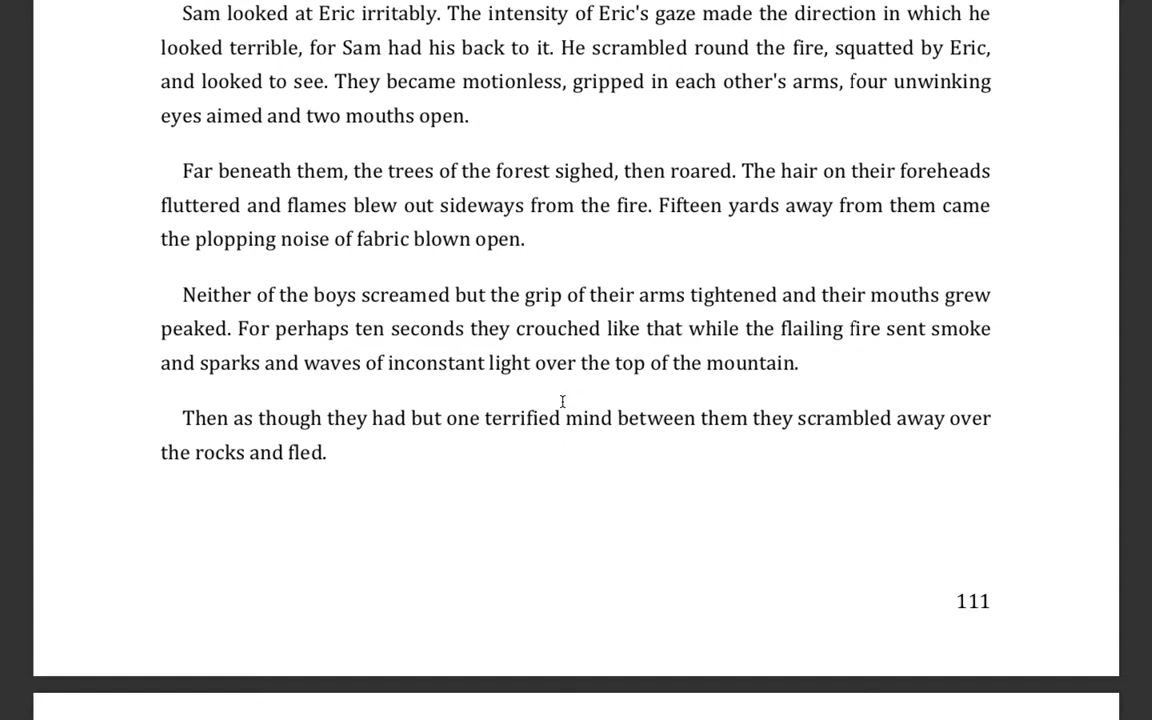 Sam looked at Eric irritably. The intensity of Eric's gaze made the direction in which he
looked terrible, for Sam had his back to it. He scrambled round the fire, squatted by Eric,
and looked to see. They became motionless, gripped in each other's arms, four unwinking
eyes aimed and two mouths open.
Far beneath them, the trees of the forest sighed, then roared. The hair on their foreheads
fluttered and flames blew out sideways from the fire. Fifteen yards away from them came
the plopping noise of fabric blown open.
Neither of the boys screamed but the grip of their arms tightened and their mouths grew
peaked. For perhaps ten seconds they crouched like that while the flailing fire sent smoke
and sparks and waves of inconstant light over the top of the mountain.
Then as though they had but one terrified mind between them they scrambled away over
the rocks and fled.
111